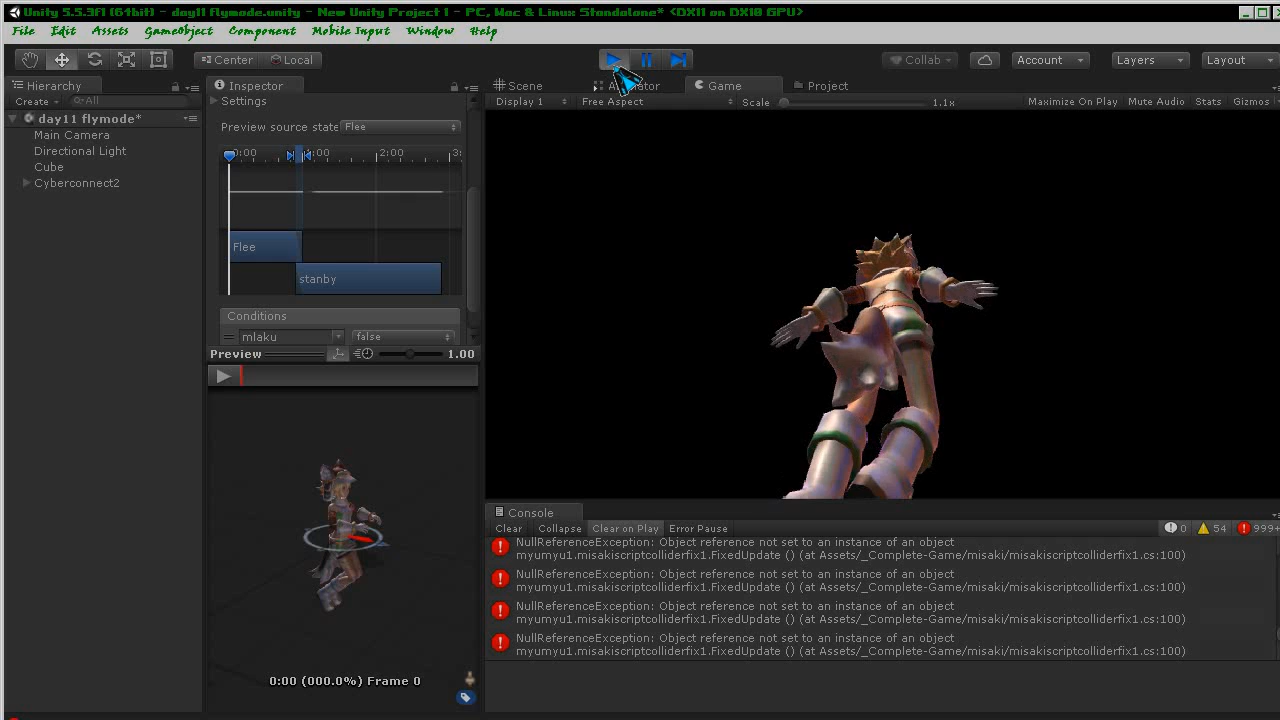 Unity 5.5.3f1 (64bit) - day11 flymode.unity - New Unity Project 1 - PC, Mac & Linux Standalone* <DX11 on DX10 GPU>
File Edit Assets GameObject Component Mobile Input Window Help
Center Local Collab Account Layers Layout
Hierarchy Inspector Scene Game Project
Create All Settings Display 1 Free Aspect Scale 1.1x Maximize On Play Mute Audio Stats Gizmos
day11 flymode*
Main Camera
Directional Light
Cube
Cyberconnect2
Preview source state Flee
0:00 2:00
Flee
stanby
Conditions
mlaku false
Preview 1.00
0:00 (000.0%) Frame 0
Console
Clear Collapse Clear on Play Error Pause 0 54 999+
NullReferenceException: Object reference not set to an instance of an object
myumyu1.misakiscriptcolliderfix1.FixedUpdate () (at Assets/_Complete-Game/misaki/misakiscriptcolliderfix1.cs:100)
NullReferenceException: Object reference not set to an instance of an object
myumyu1.misakiscriptcolliderfix1.FixedUpdate () (at Assets/_Complete-Game/misaki/misakiscriptcolliderfix1.cs:100)
NullReferenceException: Object reference not set to an instance of an object
myumyu1.misakiscriptcolliderfix1.FixedUpdate () (at Assets/_Complete-Game/misaki/misakiscriptcolliderfix1.cs:100)
NullReferenceException: Object reference not set to an instance of an object
myumyu1.misakiscriptcolliderfix1.FixedUpdate () (at Assets/_Complete-Game/misaki/misakiscriptcolliderfix1.cs:100)